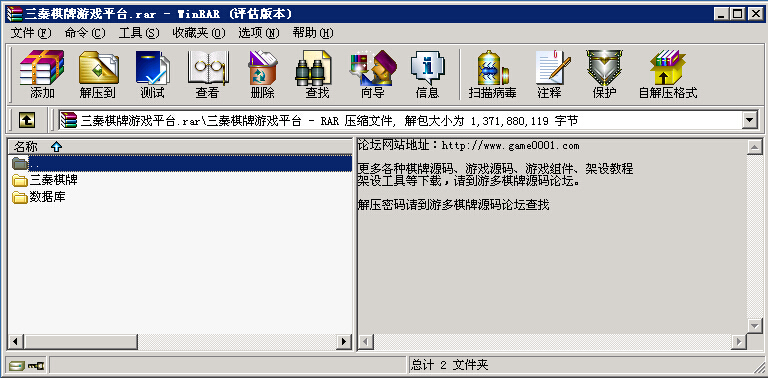 三秦棋牌游戏平台.rar - WinRAR (评估版本)
文件(F) 命令(C) 工具(S) 收藏夹(O) 选项(N) 帮助(H)
添加 解压到 测试 查看 删除 查找 向导 信息 扫描病毒 注释 保护 自解压格式
三秦棋牌游戏平台.rar\三秦棋牌游戏平台 - RAR 压缩文件, 解包大小为 1,371,880,119 字节
名称
..
三秦棋牌
数据库
论坛网站地址：http://www.game0001.com
更多各种棋牌源码、游戏源码、游戏组件、架设教程
架设工具等下载，请到游多棋牌源码论坛。
解压密码请到游多棋牌源码论坛查找
总计 2 文件夹